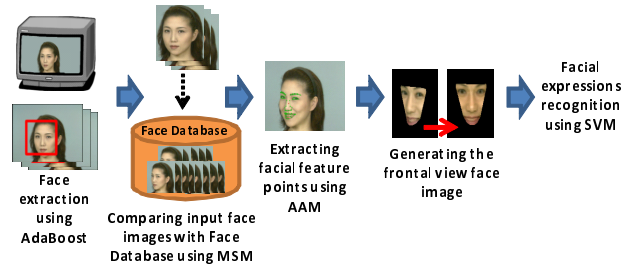 Face
extraction
using
AdaBoost
Face Database
Comparing input face
images with Face
Database using MSM
Extracting
facial feature
points using
AAM
Generating the
frontal view face
image
Facial
expressions
recognition
using SVM